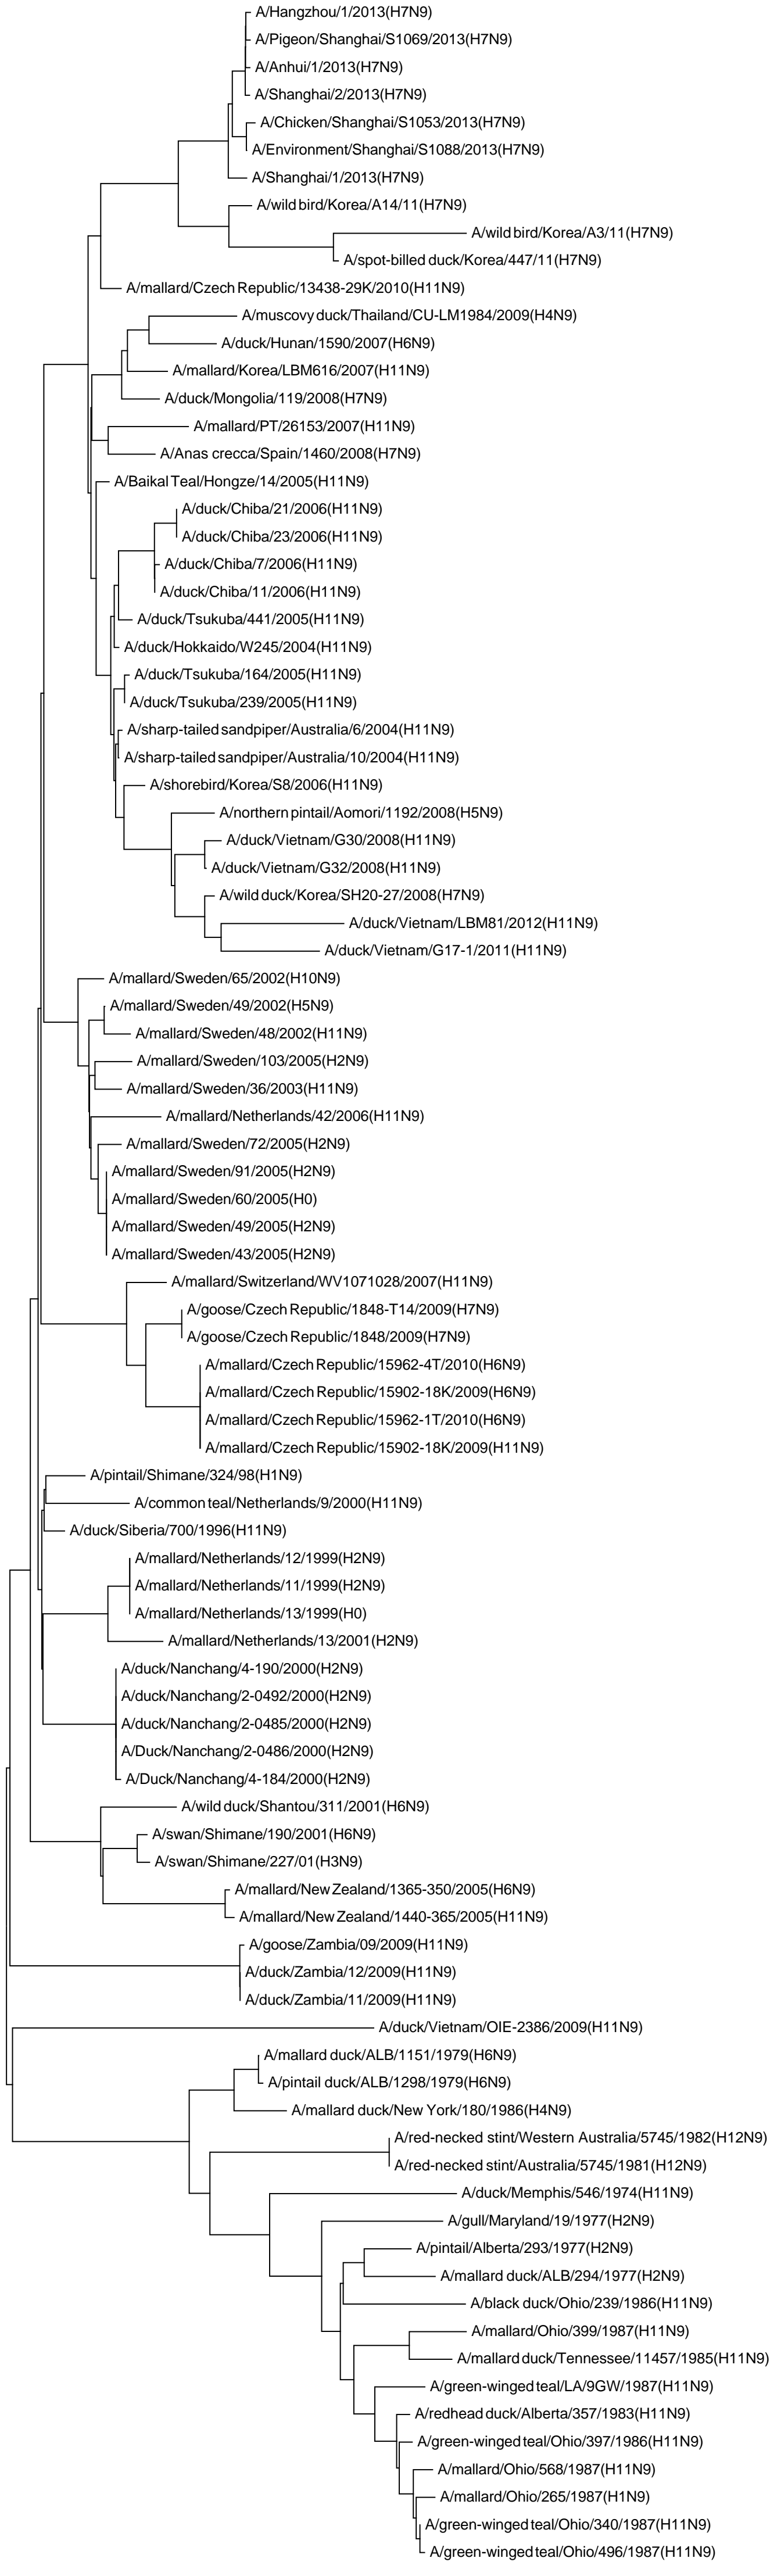 A/Hangzhou/1/2013(H7N9)
A/Pigeon/Shanghai/S1069/2013(H7N9)
A/Anhui/1/2013(H7N9)
A/Shanghai/2/2013(H7N9)
A/Chicken/Shanghai/S1053/2013(H7N9)
A/Environment/Shanghai/S1088/2013(H7N9)
A/Shanghai/1/2013(H7N9)
A/wild bird/Korea/A14/11(H7N9)
A/wild bird/Korea/A3/11(H7N9)
A/spot-billed duck/Korea/447/11(H7N9)
A/mallard/Czech Republic/13438-29K/2010(H11N9)
A/muscovy duck/Thailand/CU-LM1984/2009(H4N9)
A/duck/Hunan/1590/2007(H6N9)
A/mallard/Korea/LBM616/2007(H11N9)
A/duck/Mongolia/119/2008(H7N9)
A/mallard/PT/26153/2007(H11N9)
A/Anas crecca/Spain/1460/2008(H7N9)
A/Baikal Teal/Hongze/14/2005(H11N9)
A/duck/Chiba/21/2006(H11N9)
A/duck/Chiba/23/2006(H11N9)
A/duck/Chiba/7/2006(H11N9)
A/duck/Chiba/11/2006(H11N9)
A/duck/Tsukuba/441/2005(H11N9)
A/duck/Hokkaido/W245/2004(H11N9)
A/duck/Tsukuba/164/2005(H11N9)
A/duck/Tsukuba/239/2005(H11N9)
A/sharp-tailed sandpiper/Australia/6/2004(H11N9)
A/sharp-tailed sandpiper/Australia/10/2004(H11N9)
A/shorebird/Korea/S8/2006(H11N9)
A/northern pintail/Aomori/1192/2008(H5N9)
A/duck/Vietnam/G30/2008(H11N9)
A/duck/Vietnam/G32/2008(H11N9)
A/wild duck/Korea/SH20-27/2008(H7N9)
A/duck/Vietnam/LBM81/2012(H11N9)
A/duck/Vietnam/G17-1/2011(H11N9)
A/mallard/Sweden/65/2002(H10N9)
A/mallard/Sweden/49/2002(H5N9)
A/mallard/Sweden/48/2002(H11N9)
A/mallard/Sweden/103/2005(H2N9)
A/mallard/Sweden/36/2003(H11N9)
A/mallard/Netherlands/42/2006(H11N9)
A/mallard/Sweden/72/2005(H2N9)
A/mallard/Sweden/91/2005(H2N9)
A/mallard/Sweden/60/2005(H0)
A/mallard/Sweden/49/2005(H2N9)
A/mallard/Sweden/43/2005(H2N9)
A/mallard/Switzerland/WV1071028/2007(H11N9)
A/goose/Czech Republic/1848-T14/2009(H7N9)
A/goose/Czech Republic/1848/2009(H7N9)
A/mallard/Czech Republic/15962-4T/2010(H6N9)
A/mallard/Czech Republic/15902-18K/2009(H6N9)
A/mallard/Czech Republic/15962-1T/2010(H6N9)
A/mallard/Czech Republic/15902-18K/2009(H11N9)
A/pintail/Shimane/324/98(H1N9)
A/common teal/Netherlands/9/2000(H11N9)
A/duck/Siberia/700/1996(H11N9)
A/mallard/Netherlands/12/1999(H2N9)
A/mallard/Netherlands/11/1999(H2N9)
A/mallard/Netherlands/13/1999(H0)
A/mallard/Netherlands/13/2001(H2N9)
A/duck/Nanchang/4-190/2000(H2N9)
A/duck/Nanchang/2-0492/2000(H2N9)
A/duck/Nanchang/2-0485/2000(H2N9)
A/Duck/Nanchang/2-0486/2000(H2N9)
A/Duck/Nanchang/4-184/2000(H2N9)
A/wild duck/Shantou/311/2001(H6N9)
A/swan/Shimane/190/2001(H6N9)
A/swan/Shimane/227/01(H3N9)
A/mallard/New Zealand/1365-350/2005(H6N9)
A/mallard/New Zealand/1440-365/2005(H11N9)
A/goose/Zambia/09/2009(H11N9)
A/duck/Zambia/12/2009(H11N9)
A/duck/Zambia/11/2009(H11N9)
A/duck/Vietnam/OIE-2386/2009(H11N9)
A/mallard duck/ALB/1151/1979(H6N9)
A/pintail duck/ALB/1298/1979(H6N9)
A/mallard duck/New York/180/1986(H4N9)
A/red-necked stint/Western Australia/5745/1982(H12N9)
A/red-necked stint/Australia/5745/1981(H12N9)
A/duck/Memphis/546/1974(H11N9)
A/gull/Maryland/19/1977(H2N9)
A/pintail/Alberta/293/1977(H2N9)
A/mallard duck/ALB/294/1977(H2N9)
A/black duck/Ohio/239/1986(H11N9)
A/mallard/Ohio/399/1987(H11N9)
A/mallard duck/Tennessee/11457/1985(H11N9)
A/green-winged teal/LA/9GW/1987(H11N9)
A/redhead duck/Alberta/357/1983(H11N9)
A/green-winged teal/Ohio/397/1986(H11N9)
A/mallard/Ohio/568/1987(H11N9)
A/mallard/Ohio/265/1987(H1N9)
A/green-winged teal/Ohio/340/1987(H11N9)
A/green-winged teal/Ohio/496/1987(H11N9)